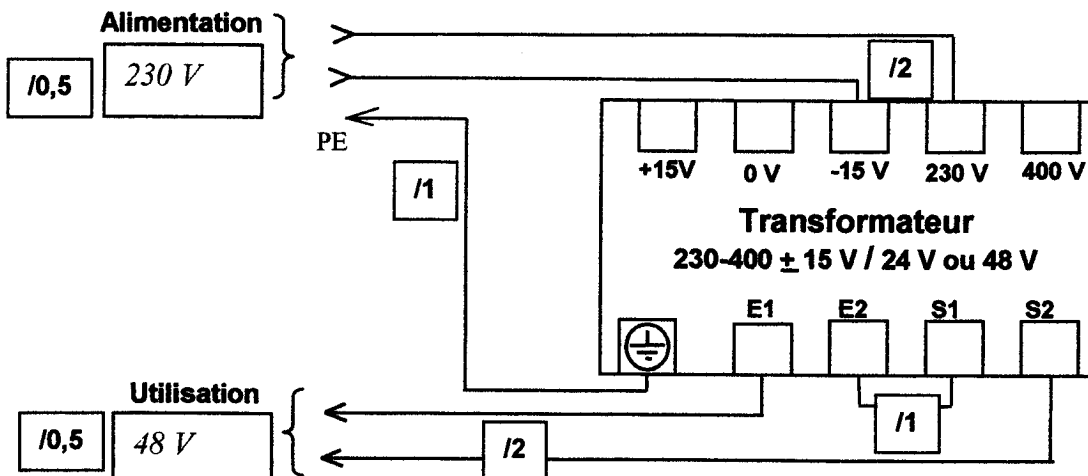 Alimentation
/0,5
230 V
/2
PE
+15V 0 V -15 V 230 V 400 V
/1
Transformateur
230-400 ± 15 V / 24 V ou 48 V
E1 E2 S1 S2
Utilisation
/0,5
48 V
/2
/1